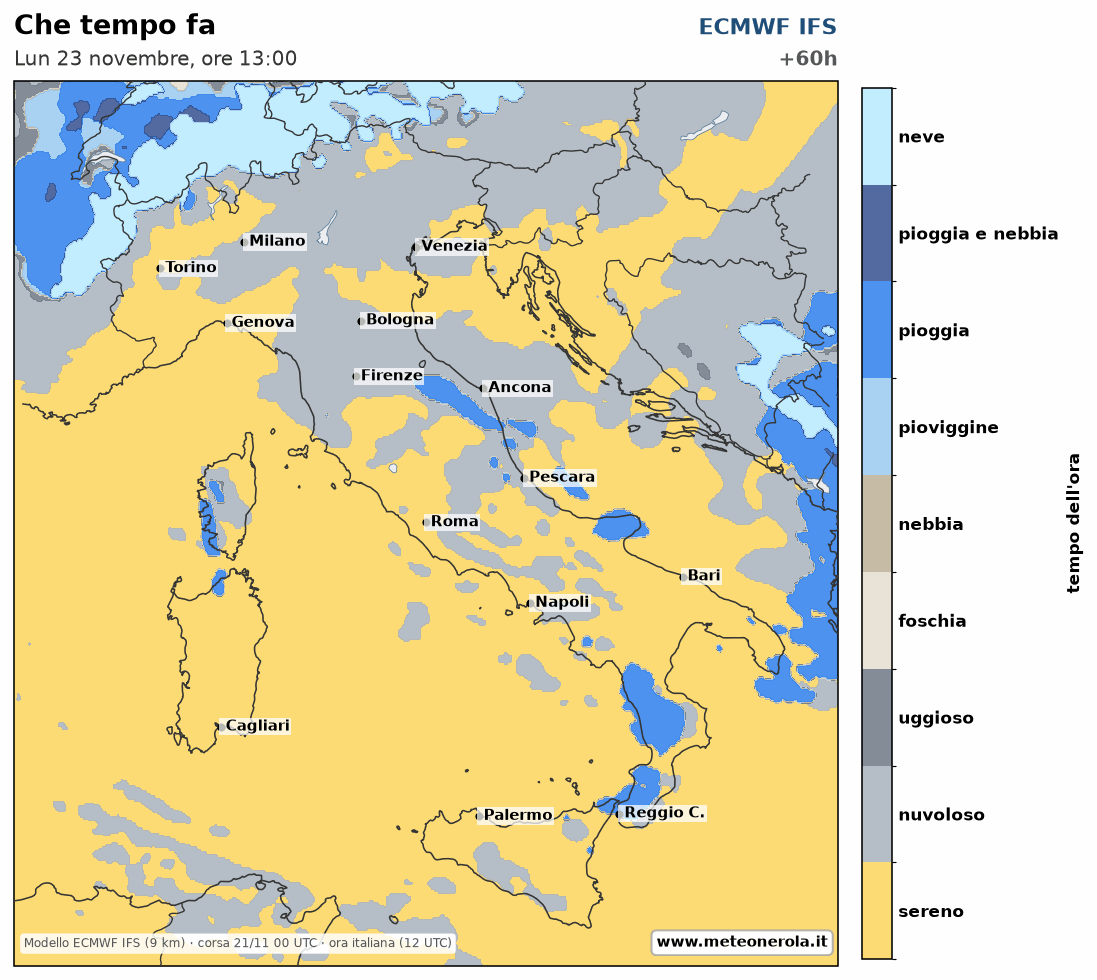 Che tempo fa
ECMWF IFS
Lun 23 novembre, ore 13:00
+60h
Milano
Venezia
Torino
Genova
Bologna
Firenze
Ancona
Pescara
Roma
Bari
Napoli
Cagliari
Palermo
Reggio C.
Modello ECMWF IFS (9 km) · corsa 21/11 00 UTC · ora italiana (12 UTC)
www.meteonerola.it
neve
pioggia e nebbia
pioggia
pioviggine
nebbia
foschia
uggioso
nuvoloso
sereno
tempo dell'ora